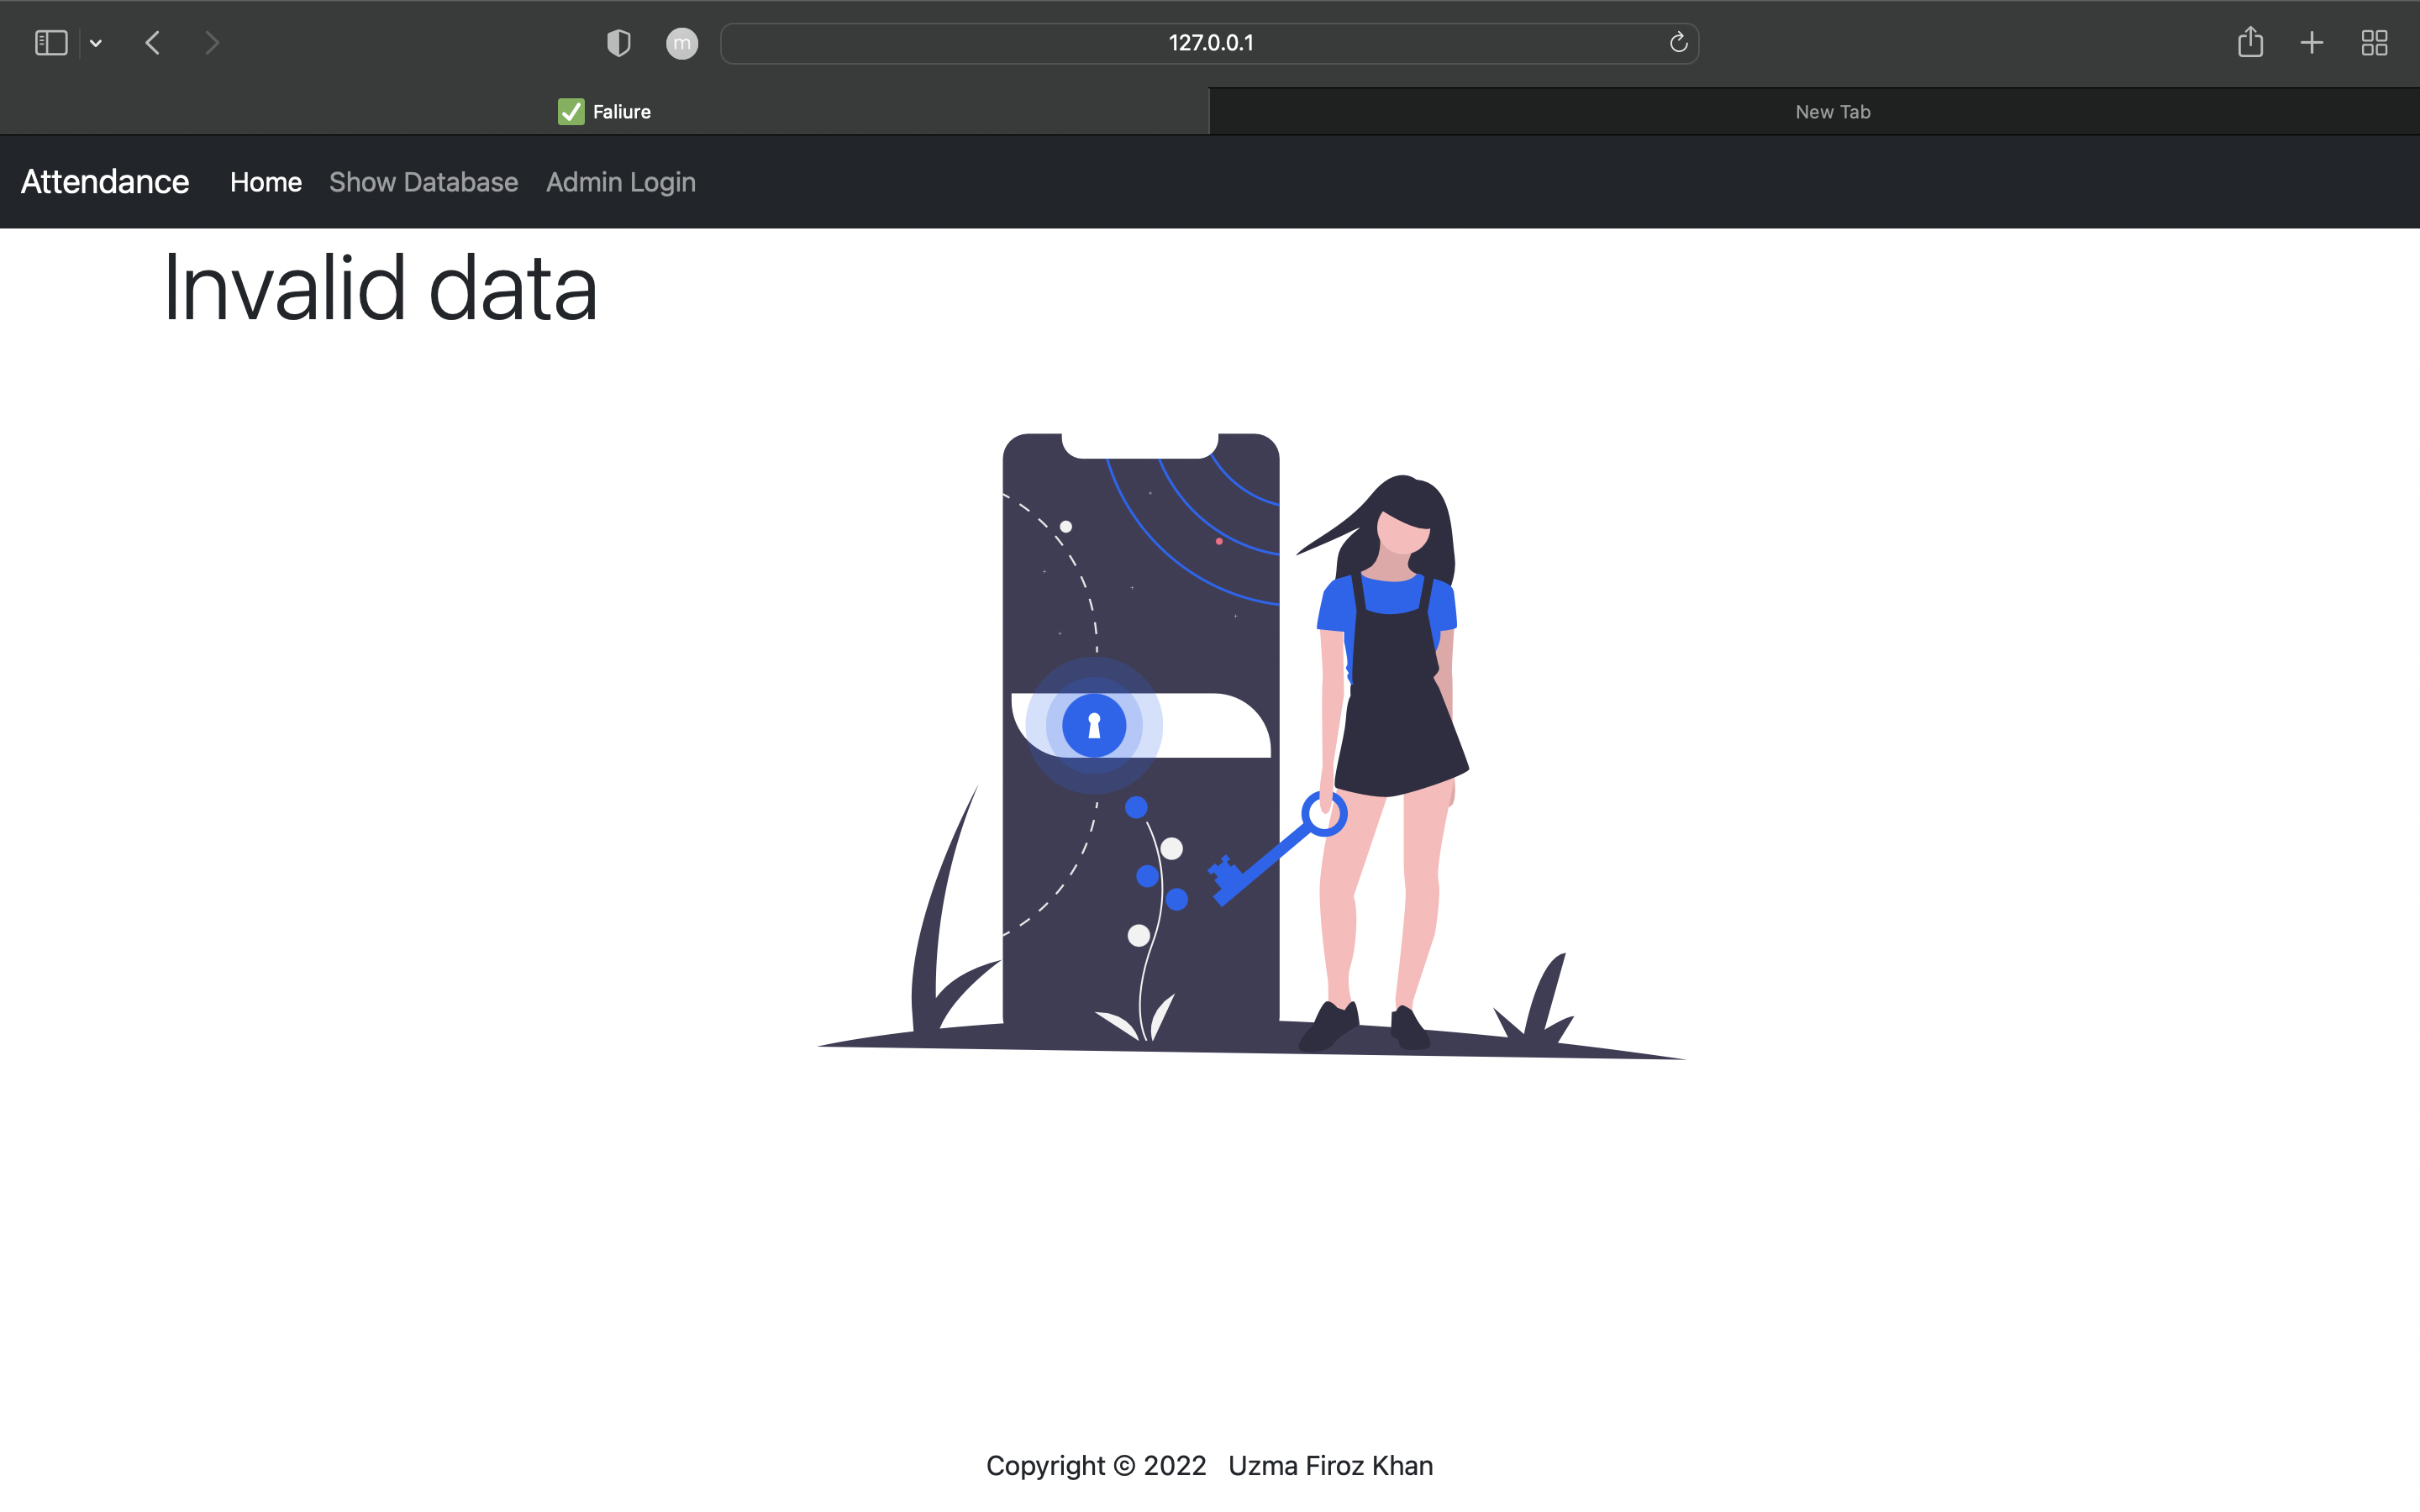 m
127.0.0.1
Faliure
New Tab
Attendance Home Show Database Admin Login
Invalid data
Copyright © 2022 Uzma Firoz Khan